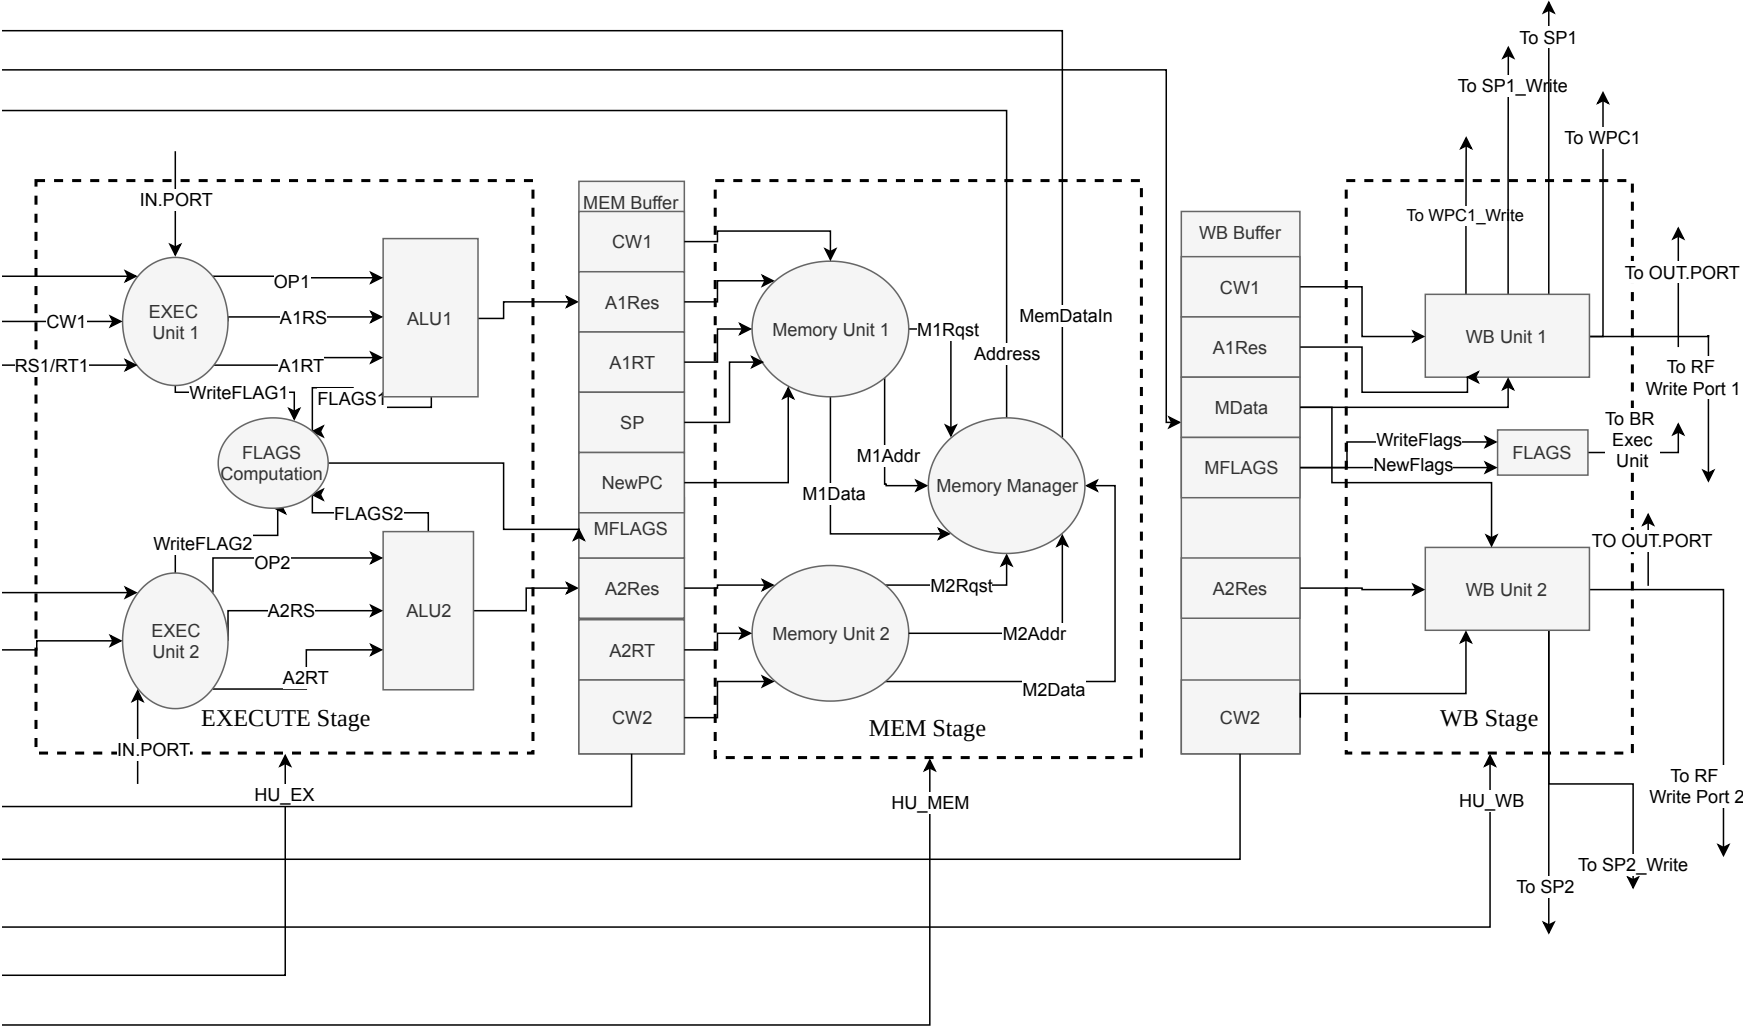 To SP1
To SP1_Write
To WPC1
To WPC1_Write
IN.PORT
OP1
EXEC
Unit 1
CW1
A1RS
ALU1
RS1/RT1
A1RT
WriteFLAG1
FLAGS1
FLAGS
Computation
FLAGS2
WriteFLAG2
OP2
EXEC
Unit 2
A2RS
ALU2
A2RT
EXECUTE Stage
IN.PORT
HU_EX
MEM Buffer
CW1
A1Res
A1RT
SP
NewPC
MFLAGS
A2Res
A2RT
CW2
Memory Unit 1
M1Rqst
MemDataIn
Address
M1Addr
M1Data
Memory Manager
Memory Unit 2
M2Rqst
M2Addr
M2Data
MEM Stage
HU_MEM
WB Buffer
CW1
A1Res
MData
MFLAGS
A2Res
CW2
WB Unit 1
To OUT.PORT
To RF
Write Port 1
WriteFlags
NewFlags
FLAGS
To BR
Exec
Unit
TO OUT.PORT
WB Unit 2
WB Stage
HU_WB
To RF
Write Port 2
To SP2_Write
To SP2